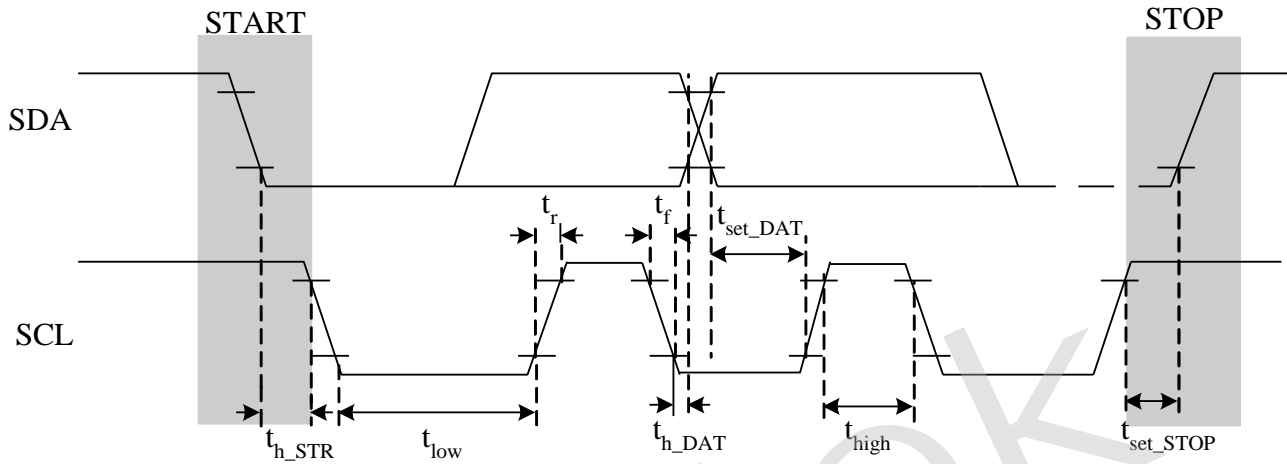 START
STOP
SDA
t_r
t_f
t_set_DAT
SCL
t_h_STR
t_low
t_h_DAT
t_high
t_set_STOP